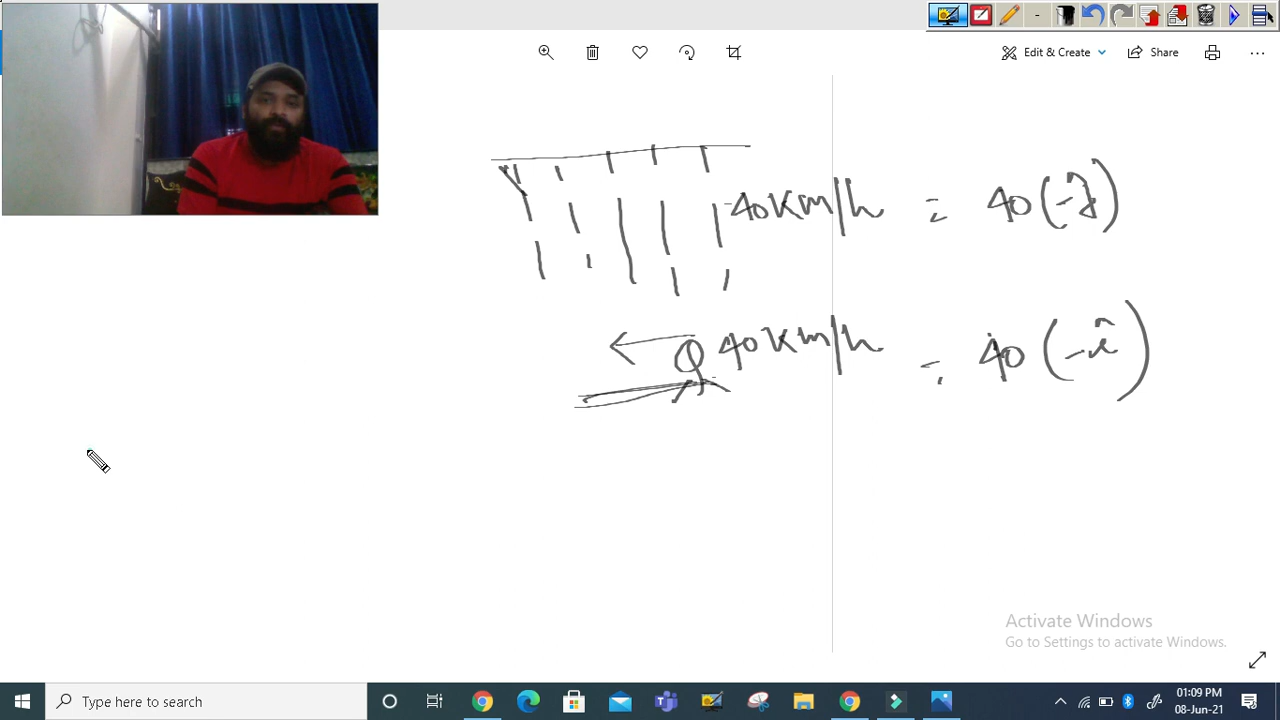 Edit & Create
Share
40 km/h = 40(-ĵ)
40 km/h = 40(-î)
Activate Windows
Go to Settings to activate Windows.
Type here to search
01:09 PM
08-Jun-21